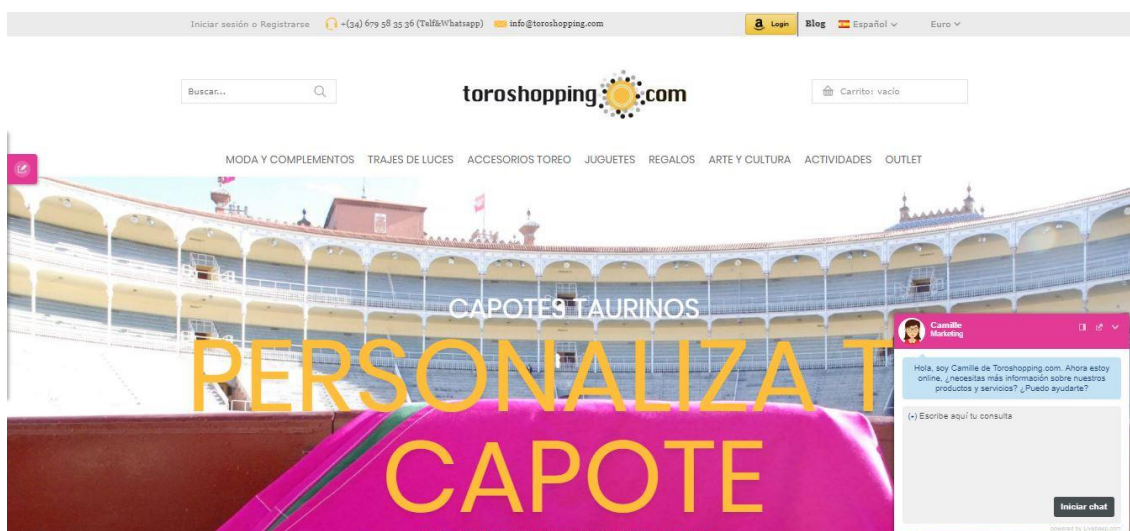 Iniciar sesión o Registrarse +(34) 679 58 35 36 (Telf&Whatsapp) info@toroshopping.com a Login Blog Español Euro
Buscar... toroshopping.com Carrito: vacío
MODA Y COMPLEMENTOS TRAJES DE LUCES ACCESORIOS TOREO JUGUETES REGALOS ARTE Y CULTURA ACTIVIDADES OUTLET
CAPOTES TAURINOS
PERSONALIZA T
CAPOTE
Camille
Marketing
Hola, soy Camille de Toroshopping.com. Ahora estoy
online, ¿necesitas más información sobre nuestros
productos y servicios? ¿Puedo ayudarte?
(-) Escribe aquí tu consulta
Iniciar chat